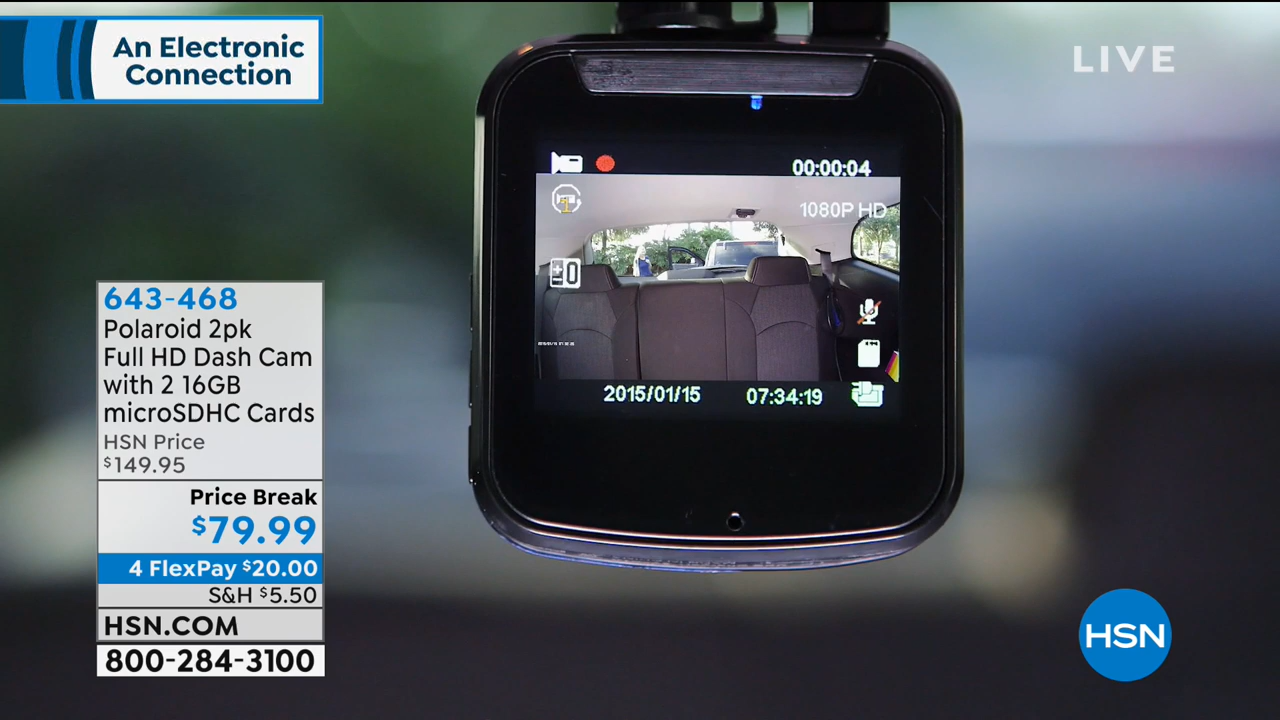 An Electronic
Connection
LIVE
00:00:04
1080P HD
±0
2015/01/15
07:34:19
643-468
Polaroid 2pk
Full HD Dash Cam
with 2 16GB
microSDHC Cards
HSN Price
$149.95
Price Break
$79.99
4 FlexPay $20.00
S&H $5.50
HSN.COM
800-284-3100
HSN